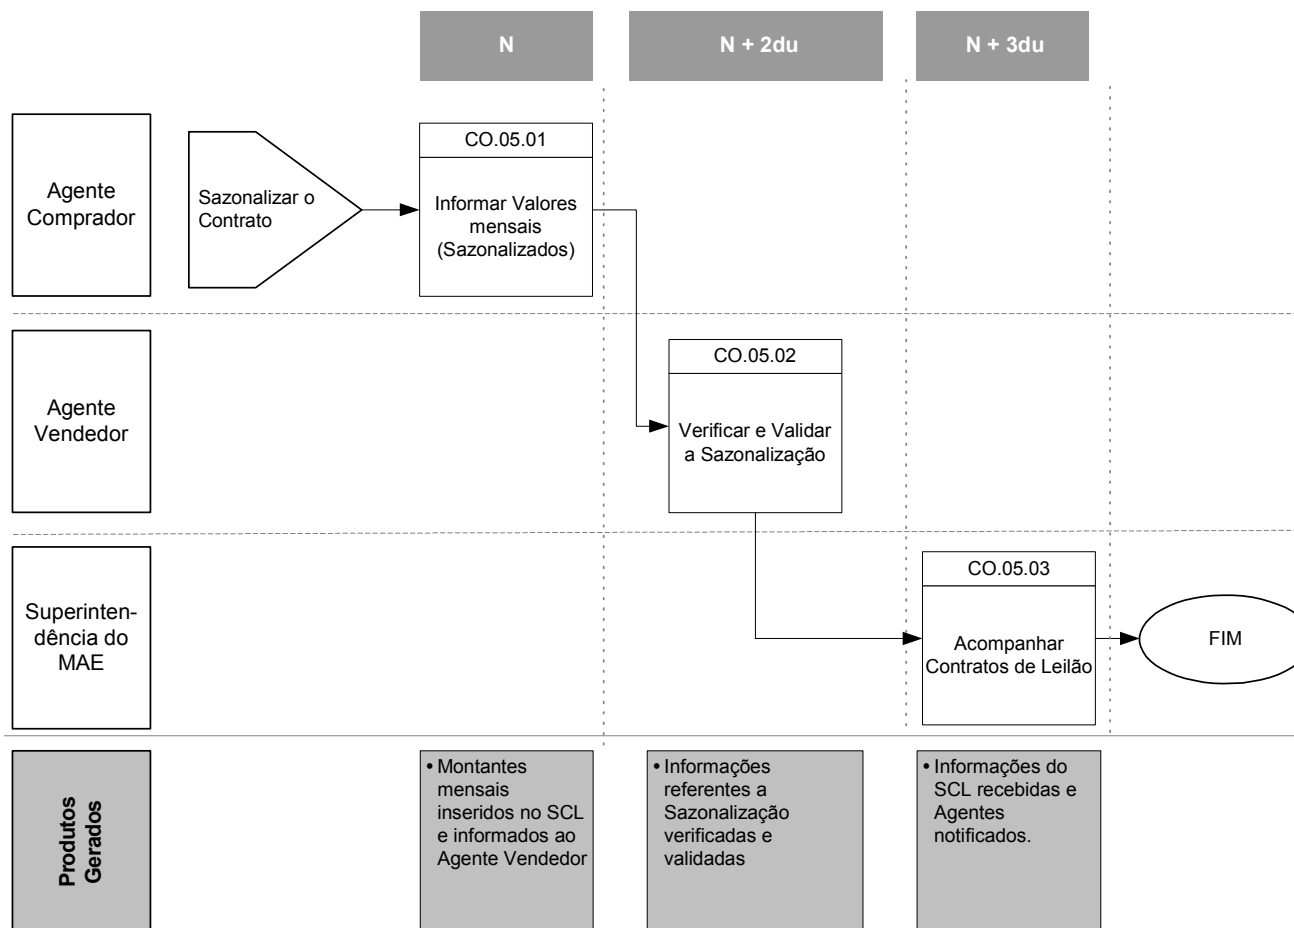 N
N + 2du
N + 3du
Agente
Comprador
Sazonalizar o
Contrato
CO.05.01
Informar Valores
mensais
(Sazonalizados)
Agente
Vendedor
CO.05.02
Verificar e Validar
a Sazonalização
Superinten-
dência do
MAE
CO.05.03
Acompanhar
Contratos de Leilão
FIM
Produtos
Gerados
• Montantes
mensais
inseridos no SCL
e informados ao
Agente Vendedor
• Informações
referentes a
Sazonalização
verificadas e
validadas
• Informações do
SCL recebidas e
Agentes
notificados.